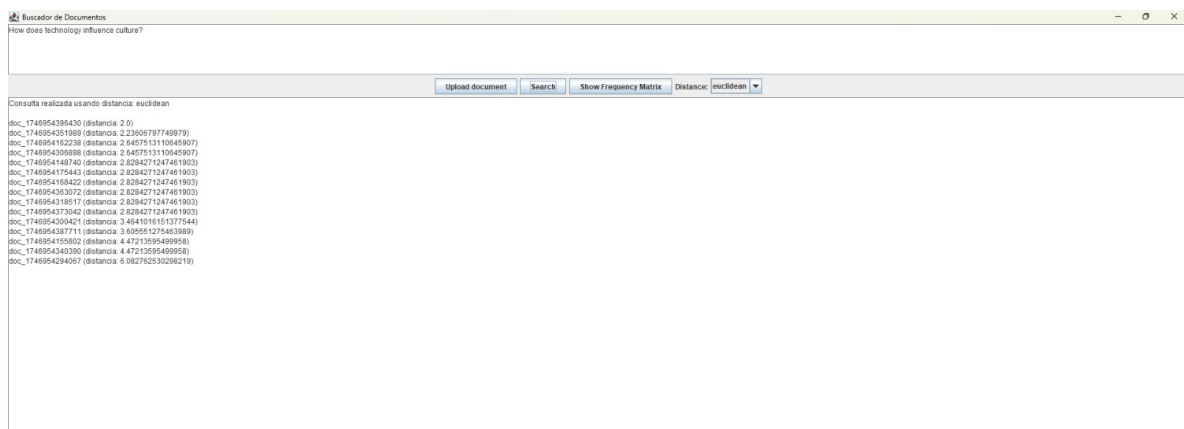 Buscador de Documentos
How does technology influence culture?
Upload document Search Show Frequency Matrix Distance: euclidean
Consulta realizada usando distancia: euclidean
doc_1746954396430 (distancia: 2.0)
doc_1746954351989 (distancia: 2.23606797749979)
doc_1746954162238 (distancia: 2.6457513110645907)
doc_1746954306898 (distancia: 2.6457513110645907)
doc_1746954148740 (distancia: 2.8284271247461903)
doc_1746954175443 (distancia: 2.8284271247461903)
doc_1746954168422 (distancia: 2.8284271247461903)
doc_1746954363072 (distancia: 2.8284271247461903)
doc_1746954318517 (distancia: 2.8284271247461903)
doc_1746954373042 (distancia: 2.8284271247461903)
doc_1746954300421 (distancia: 3.4641016151377544)
doc_1746954387711 (distancia: 3.605551275463989)
doc_1746954155802 (distancia: 4.47213595499958)
doc_1746954340390 (distancia: 4.47213595499958)
doc_1746954294067 (distancia: 6.082762530298219)